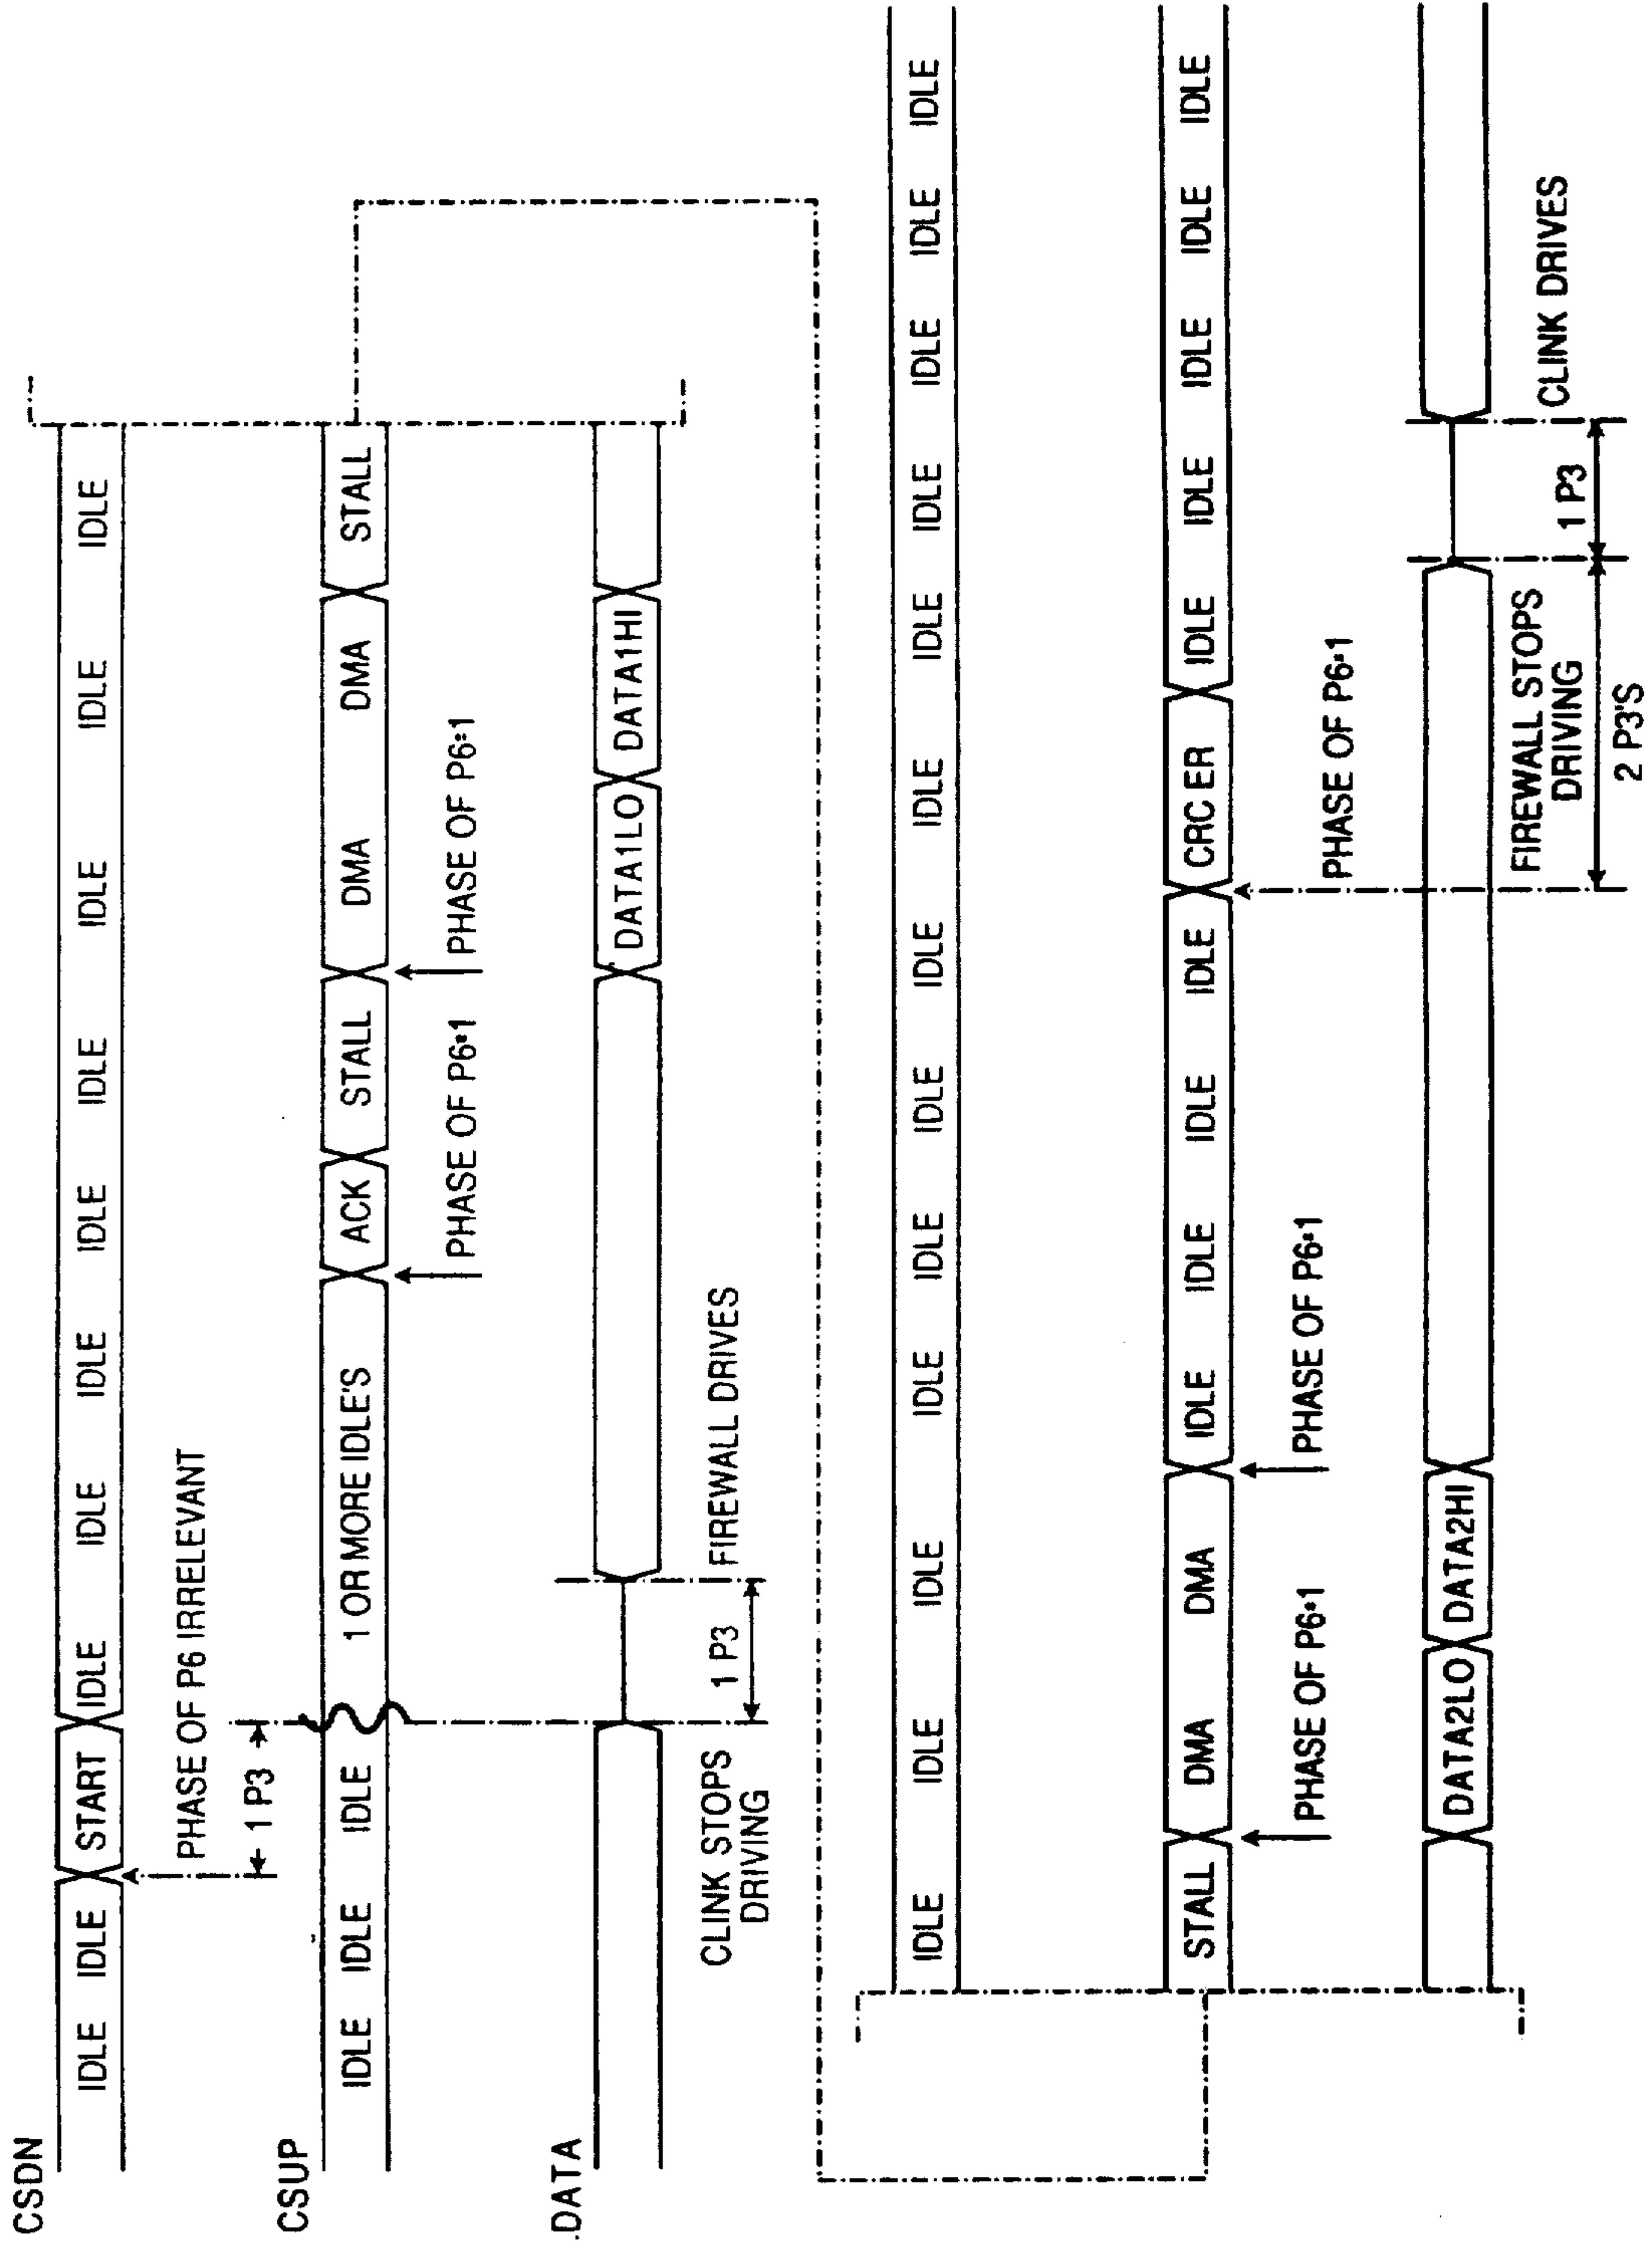 CSDN
IDLE IDLE START IDLE IDLE IDLE IDLE IDLE IDLE IDLE IDLE
PHASE OF P6 IRRELEVANT
1 P3
CSUP
IDLE IDLE IDLE 1 OR MORE IDLE'S ACK STALL DMA DMA STALL
PHASE OF P6=1 PHASE OF P6=1
DATA
DATA1LO DATA1HI
CLINK STOPS
DRIVING
1 P3
FIREWALL DRIVES
IDLE IDLE IDLE IDLE IDLE IDLE IDLE IDLE IDLE IDLE IDLE IDLE IDLE
STALL DMA DMA IDLE IDLE IDLE IDLE CRC ER IDLE IDLE IDLE IDLE IDLE
PHASE OF P6=1 PHASE OF P6=1 PHASE OF P6=1
DATA2LO DATA2HI
FIREWALL STOPS
DRIVING
2 P3'S
1 P3
CLINK DRIVES